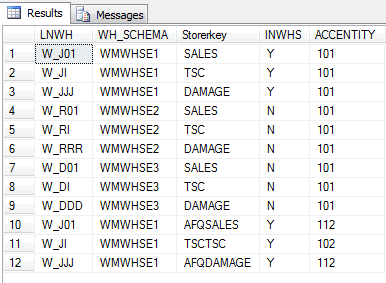 Results Messages
LNWH WH_SCHEMA Storerkey INWHS ACCENTITY
1 W_J01 WMWHSE1 SALES Y 101
2 W_JI WMWHSE1 TSC Y 101
3 W_JJJ WMWHSE1 DAMAGE Y 101
4 W_R01 WMWHSE2 SALES N 101
5 W_RI WMWHSE2 TSC N 101
6 W_RRR WMWHSE2 DAMAGE N 101
7 W_D01 WMWHSE3 SALES N 101
8 W_DI WMWHSE3 TSC N 101
9 W_DDD WMWHSE3 DAMAGE N 101
10 W_J01 WMWHSE1 AFQSALES Y 112
11 W_JI WMWHSE1 TSCTSC Y 102
12 W_JJJ WMWHSE1 AFQDAMAGE Y 112